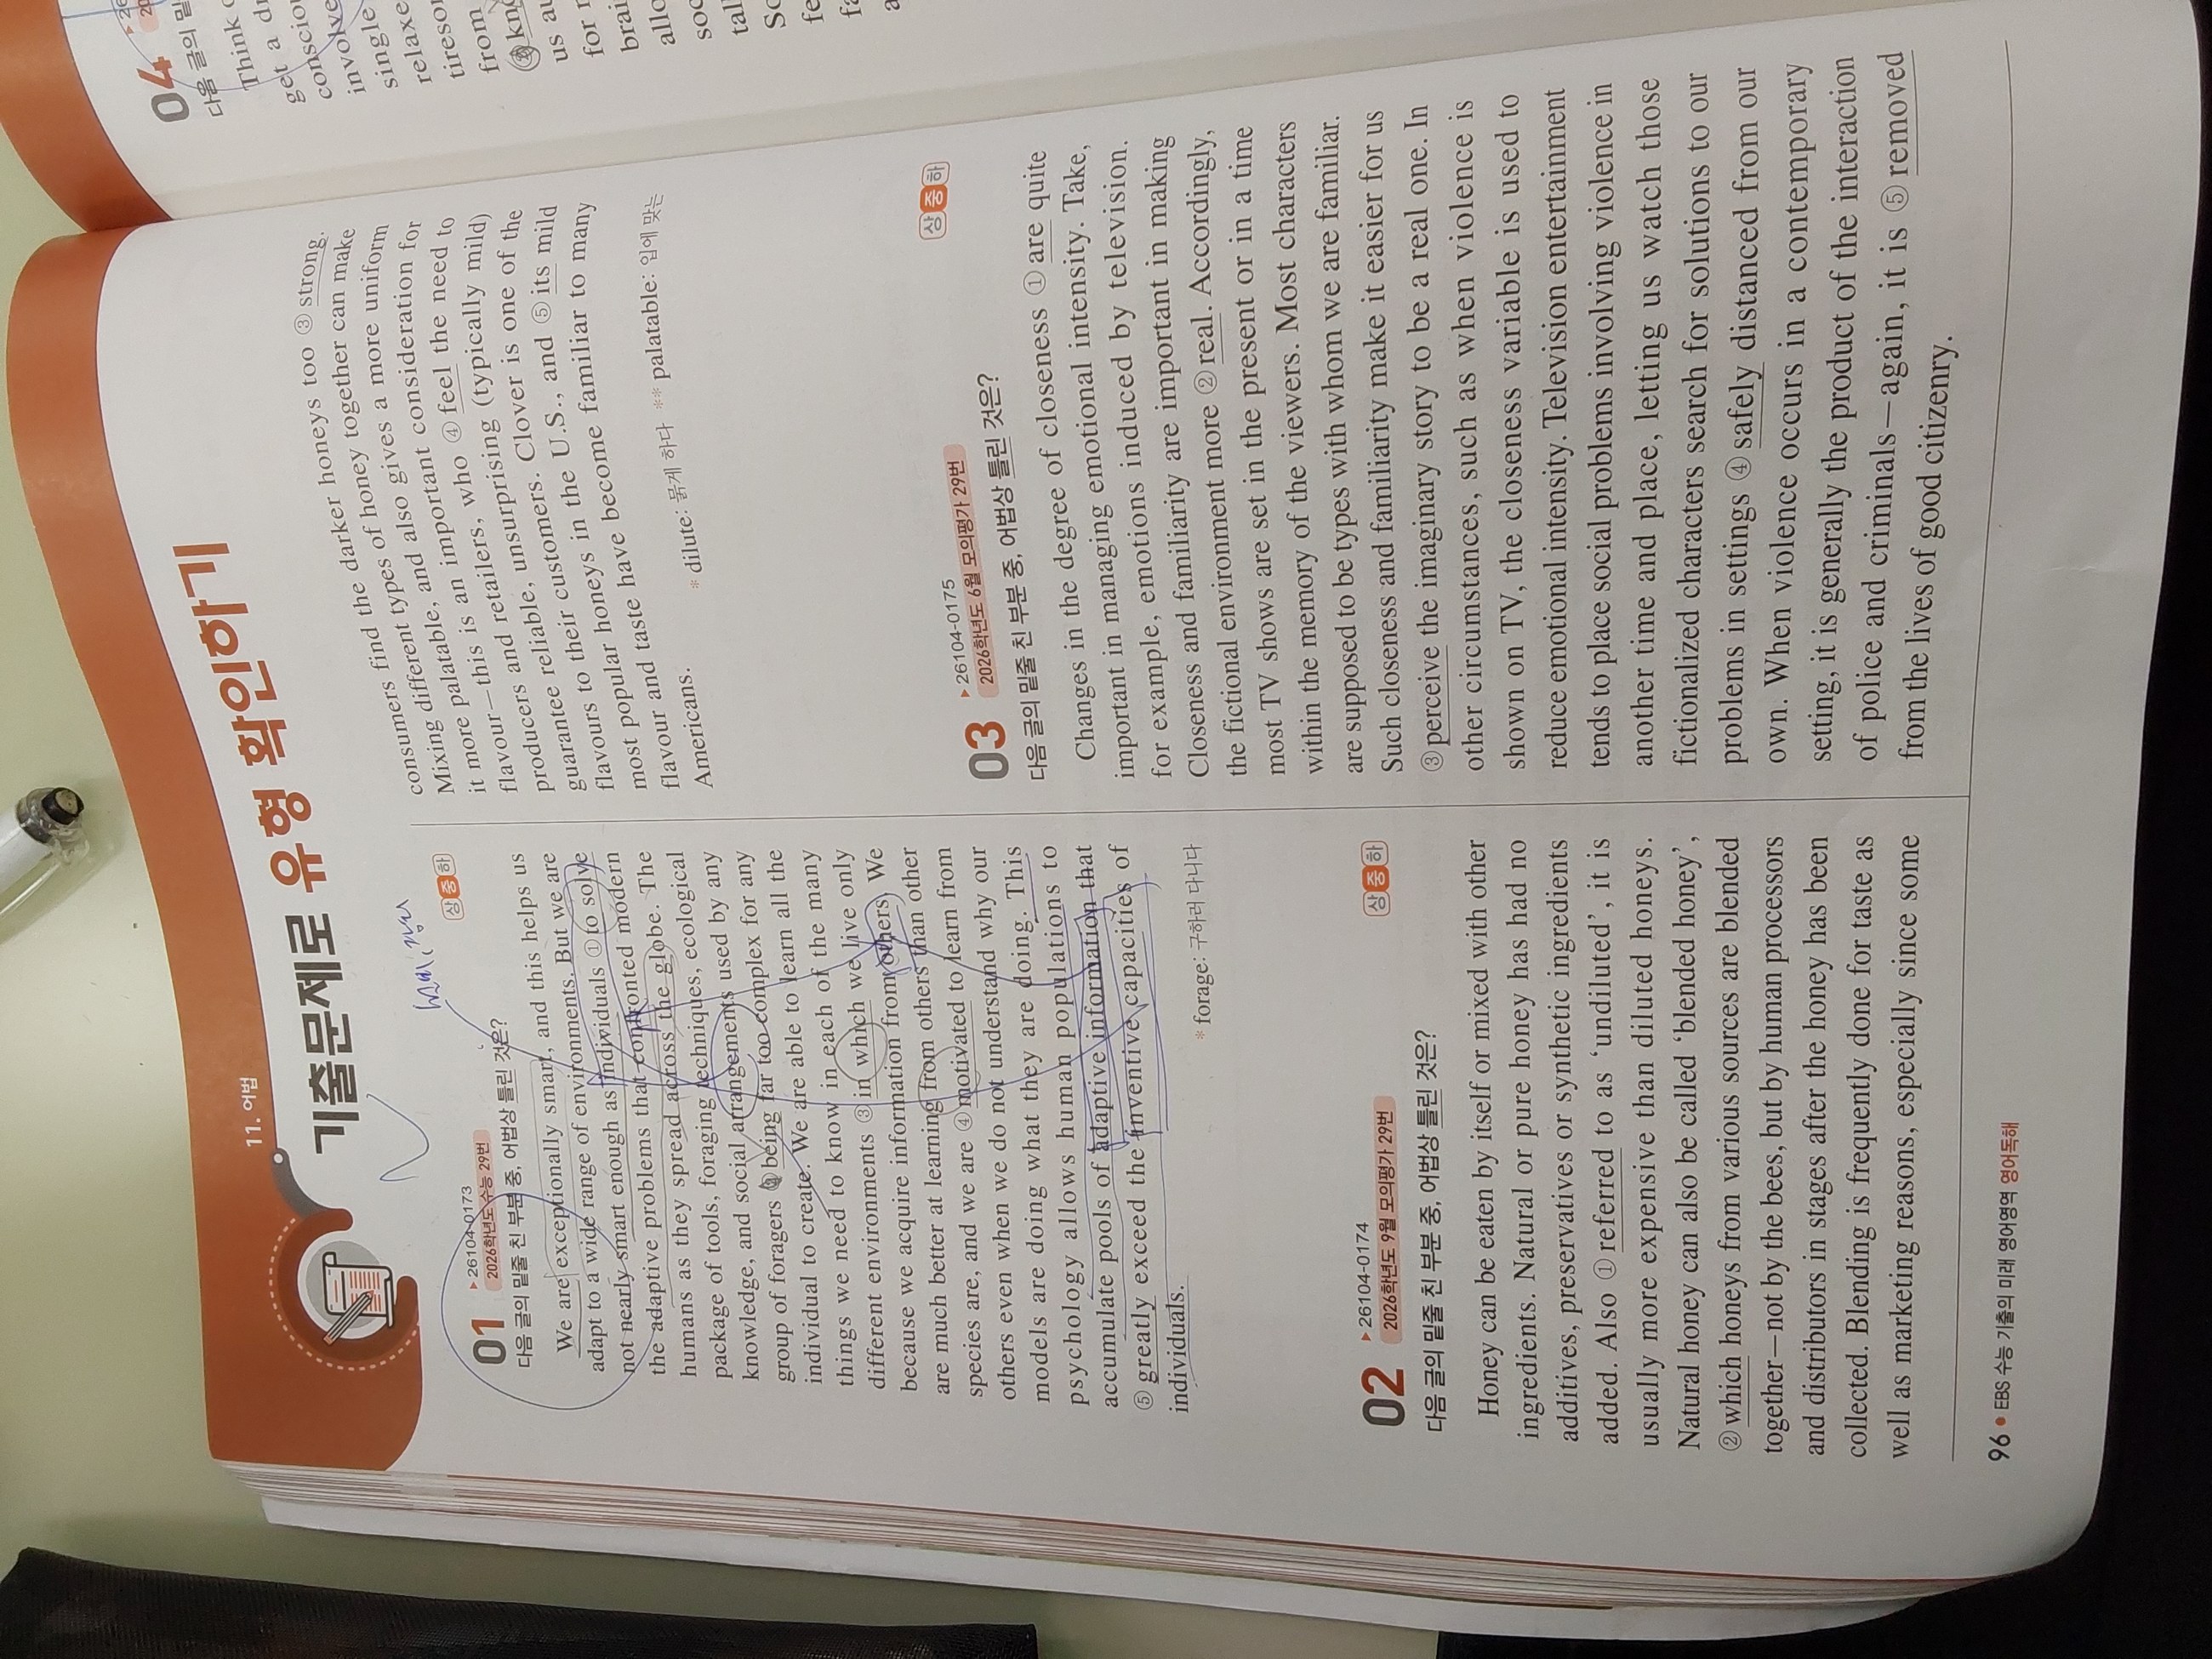 11. 어법
기출문제로 유형 확인하기
01
▶26104-0173
2026학년도 수능 29번
상 중 하
다음 글의 밑줄 친 부분 중, 어법상 틀린 것은?
We are exceptionally smart, and this helps us
adapt to a wide range of environments. But we are
not nearly smart enough as individuals ① to solve
the adaptive problems that confronted modern
humans as they spread across the globe. The
package of tools, foraging techniques, ecological
knowledge, and social arrangements used by any
group of foragers ② being far too complex for any
individual to create. We are able to learn all the
things we need to know in each of the many
different environments ③ in which we live only
because we acquire information from others. We
are much better at learning from others than other
species are, and we are ④ motivated to learn from
others even when we do not understand why our
models are doing what they are doing. This
psychology allows human populations to
accumulate pools of adaptive information that
⑤ greatly exceed the inventive capacities of
individuals.
*forage: 구하러 다니다
02
▶26104-0174
2026학년도 9월 모의평가 29번
상 중 하
다음 글의 밑줄 친 부분 중, 어법상 틀린 것은?
Honey can be eaten by itself or mixed with other
ingredients. Natural or pure honey has had no
additives, preservatives or synthetic ingredients
added. Also ① referred to as ‘undiluted’, it is
usually more expensive than diluted honeys.
Natural honey can also be called ‘blended honey’,
② which honeys from various sources are blended
together—not by the bees, but by human processors
and distributors in stages after the honey has been
collected. Blending is frequently done for taste as
well as marketing reasons, especially since some
consumers find the darker honeys too ③ strong.
Mixing different types of honey together can make
it more palatable, and also gives a more uniform
flavour—this is an important consideration for
producers and retailers, who ④ feel the need to
guarantee reliable, unsurprising (typically mild)
flavours to their customers. Clover is one of the
most popular honeys in the U.S., and ⑤ its mild
flavour and taste have become familiar to many
Americans.
*dilute: 묽게 하다 **palatable: 입에 맞는
03
▶26104-0175
2026학년도 6월 모의평가 29번
상 중 하
다음 글의 밑줄 친 부분 중, 어법상 틀린 것은?
Changes in the degree of closeness ① are quite
important in managing emotional intensity. Take,
for example, emotions induced by television.
Closeness and familiarity are important in making
the fictional environment more ② real. Accordingly,
most TV shows are set in the present or in a time
within the memory of the viewers. Most characters
are supposed to be types with whom we are familiar.
Such closeness and familiarity make it easier for us
③ perceive the imaginary story to be a real one. In
other circumstances, such as when violence is
shown on TV, the closeness variable is used to
reduce emotional intensity. Television entertainment
tends to place social problems involving violence in
another time and place, letting us watch those
fictionalized characters search for solutions to our
problems in settings ④ safely distanced from our
own. When violence occurs in a contemporary
setting, it is generally the product of the interaction
of police and criminals—again, it is ⑤ removed
from the lives of good citizenry.
96 ● EBS 수능 기출의 미래 영어영역 영어독해
04
다음 글의
Think
get a
conscio
involve
single
relaxe
tireso
from
us
for
brai
allo
soc
tal